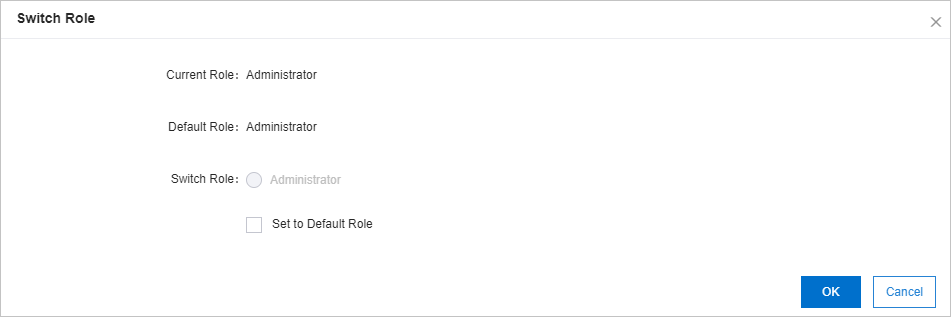 Switch Role
Current Role: Administrator
Default Role: Administrator
Switch Role: Administrator
Set to Default Role
OK Cancel